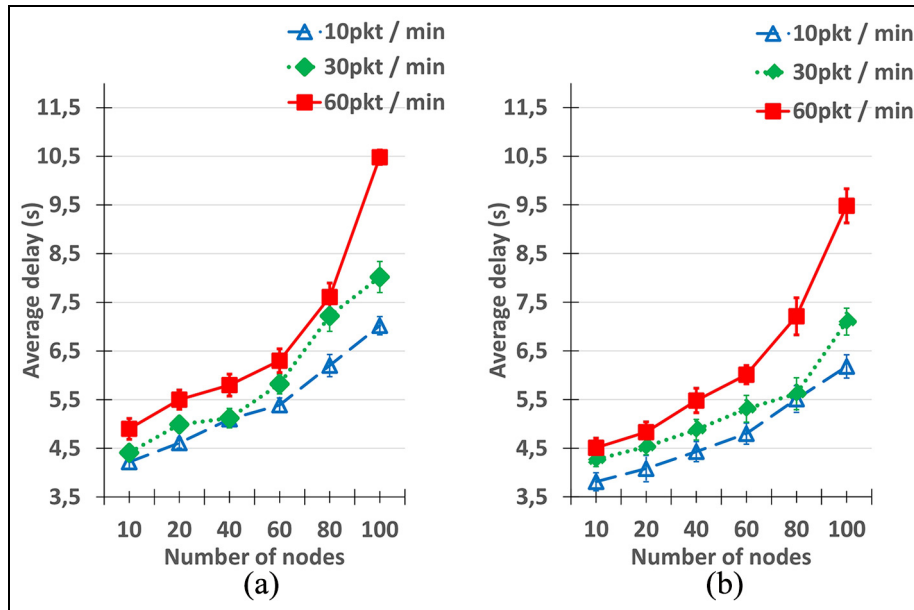 10pkt / min
30pkt / min
60pkt / min
11,5
10,5
9,5
8,5
7,5
6,5
5,5
4,5
3,5
Average delay (s)
10 20 40 60 80 100
Number of nodes
(a)
10pkt / min
30pkt / min
60pkt / min
11,5
10,5
9,5
8,5
7,5
6,5
5,5
4,5
3,5
Average delay (s)
10 20 40 60 80 100
Number of nodes
(b)